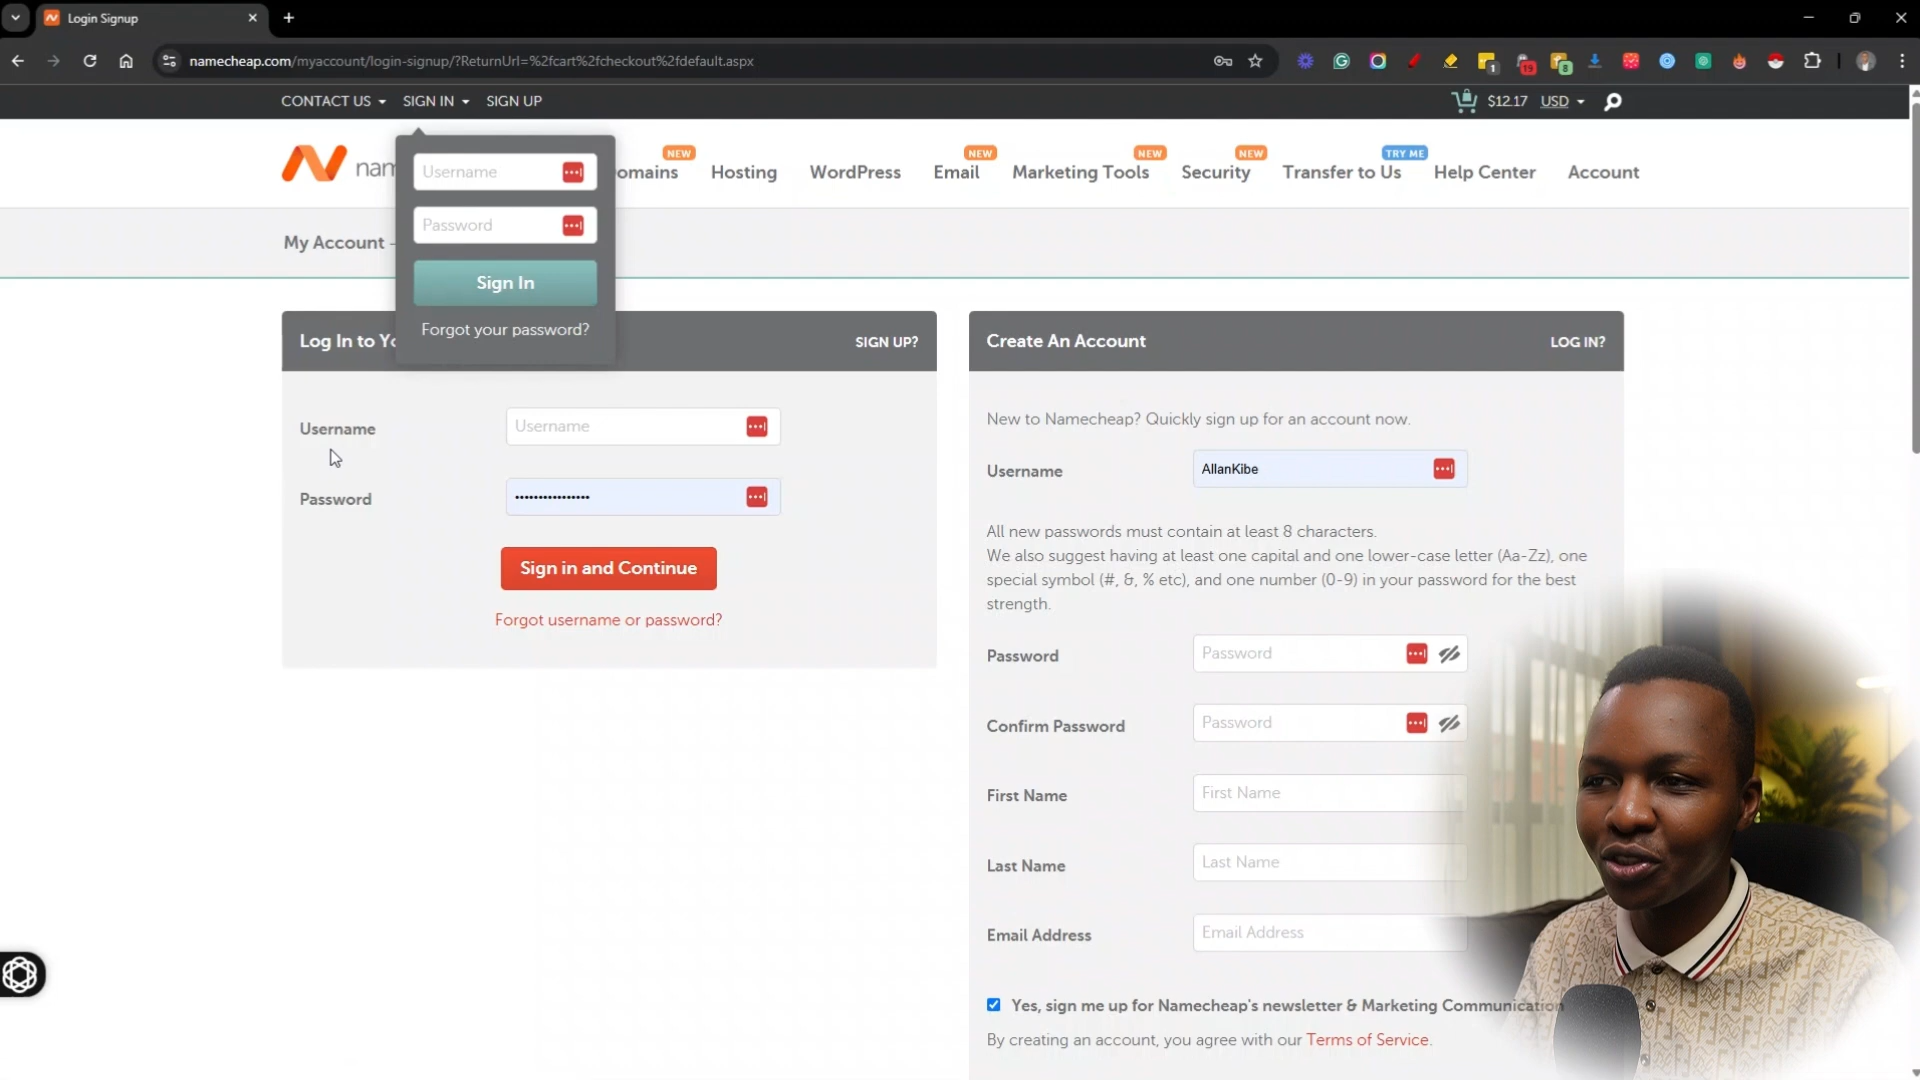 Login Signup
namecheap.com/myaccount/login-signup/?ReturnUrl=%2fcart%2fcheckout%2fdefault.aspx
1
19
8
CONTACT US SIGN IN SIGN UP
$12.17 USD
nam
NEW
NEW
NEW
NEW
TRY ME
omains Hosting WordPress Email Marketing Tools Security Transfer to Us Help Center Account
Username
Password
Sign In
Forgot your password?
My Account -
Log In to Yo
SIGN UP?
Username Username
Password
Sign in and Continue
Forgot username or password?
Create An Account LOG IN?
New to Namecheap? Quickly sign up for an account now.
Username AllanKibe
All new passwords must contain at least 8 characters.
We also suggest having at least one capital and one lower-case letter (Aa-Zz), one
special symbol (#, &, % etc), and one number (0-9) in your password for the best
strength.
Password Password
Confirm Password Password
First Name First Name
Last Name Last Name
Email Address Email Address
Yes, sign me up for Namecheap's newsletter & Marketing Communication
By creating an account, you agree with our Terms of Service.